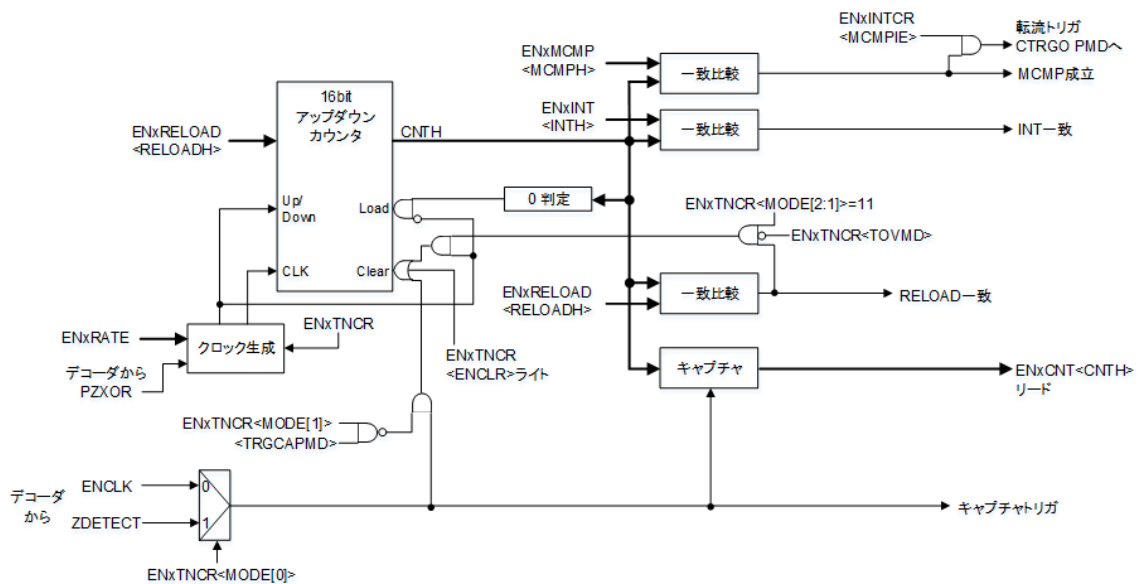 ENxINTCR
<MCMPIE>
転流トリガ
CTRGO PMDへ
ENxMCMP
<MCMPH>
一致比較
MCMP成立
16bit
アップダウン
カウンタ
ENxRELOAD
<RELOADH>
CNTH
ENxINT
<INTH>
一致比較
INT一致
Up/
Down
Load
0 判定
ENxTNCR<MODE[2:1]>=11
ENxTNCR<TOVMD>
CLK
Clear
ENxRELOAD
<RELOADH>
一致比較
RELOAD一致
ENxRATE
クロック生成
ENxTNCR
デコーダから
PZXOR
ENxTNCR
<ENCLR>ライト
キャプチャ
ENxCNT<CNTH>
リード
ENxTNCR<MODE[1]>
<TRGCAPMD>
デコーダ
から
ENCLK
0
ZDETECT
1
キャプチャトリガ
ENxTNCR<MODE[0]>